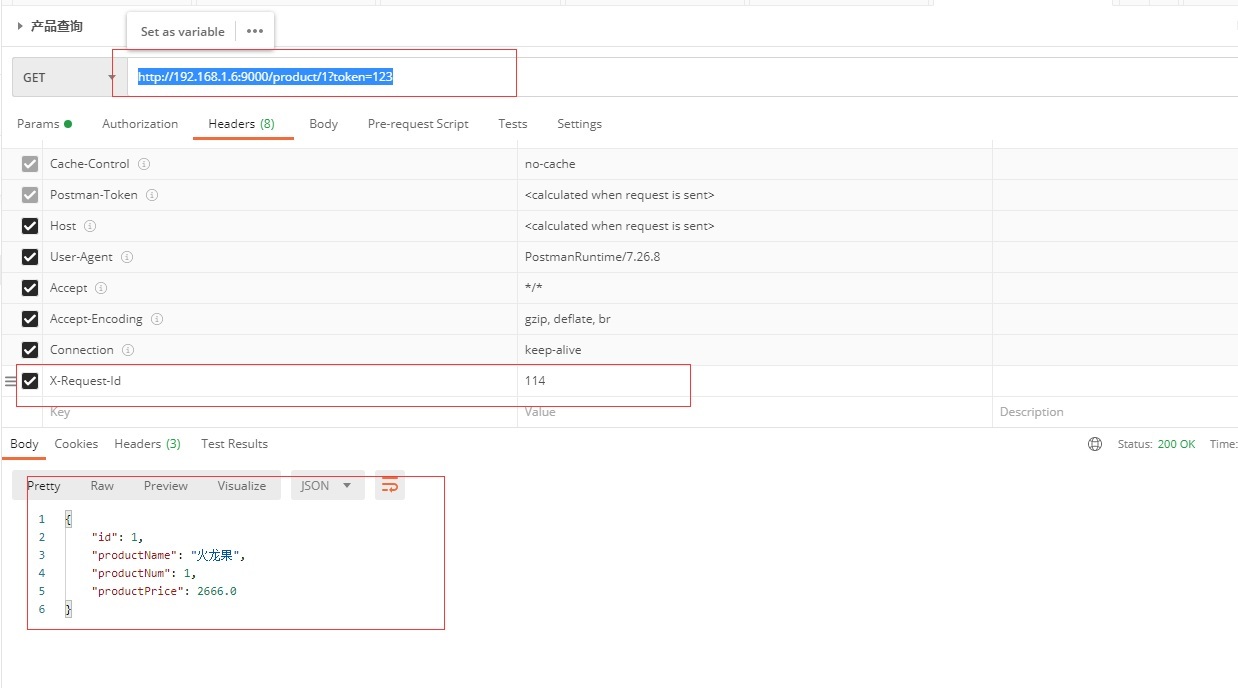 产品查询
Set as variable
GET http://192.168.1.6:9000/product/1?token=123
Params Authorization Headers (8) Body Pre-request Script Tests Settings
Cache-Control no-cache
Postman-Token <calculated when request is sent>
Host <calculated when request is sent>
User-Agent PostmanRuntime/7.26.8
Accept */*
Accept-Encoding gzip, deflate, br
Connection keep-alive
X-Request-Id 114
Key Value Description
Body Cookies Headers (3) Test Results Status: 200 OK Time:
Pretty Raw Preview Visualize JSON
1 {
2 "id": 1,
3 "productName": "火龙果",
4 "productNum": 1,
5 "productPrice": 2666.0
6 }